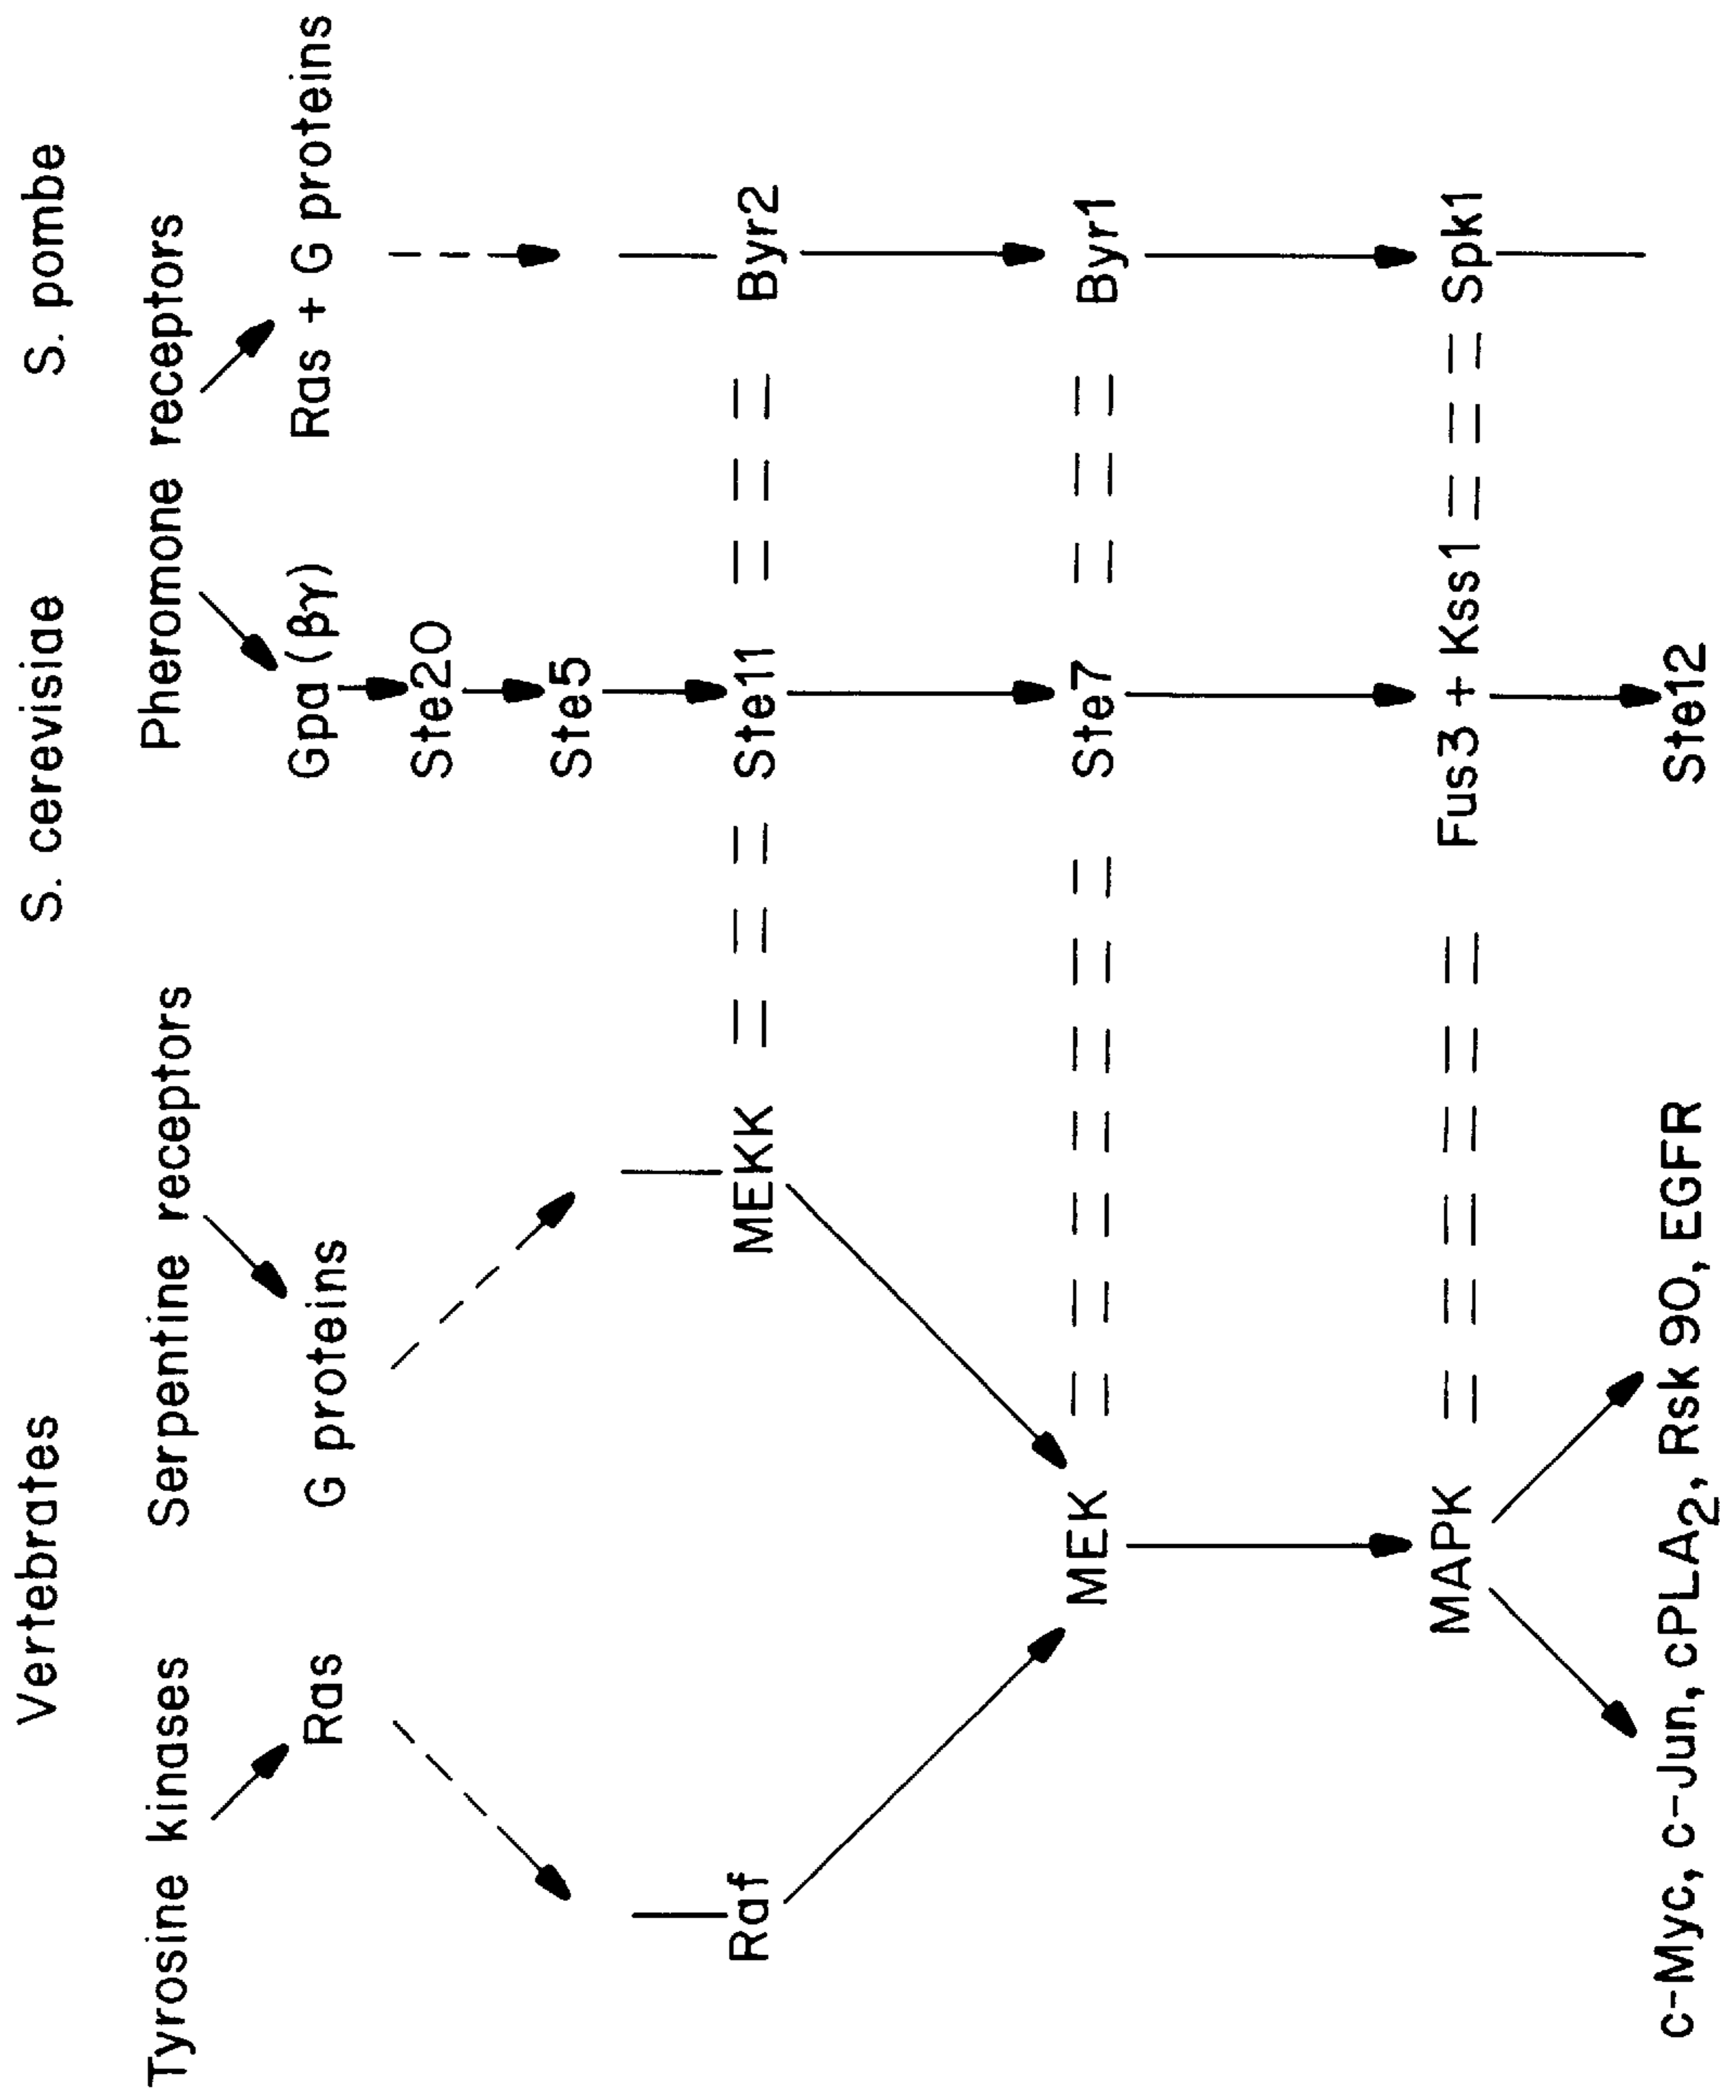 Vertebrates S. cerevisiae S. pombe
Tyrosine kinases Serpentine receptors Pheromone receptors
Ras G proteins Gpa (βγ) Ras + G proteins
Ste20
Ste5
Raf MEKK Ste11 Byr2
MEK Ste7 Byr1
MAPK Fus3 + Kss1 Spk1
c-Myc, c-Jun, cPLA2, Rsk 90, EGFR Ste12